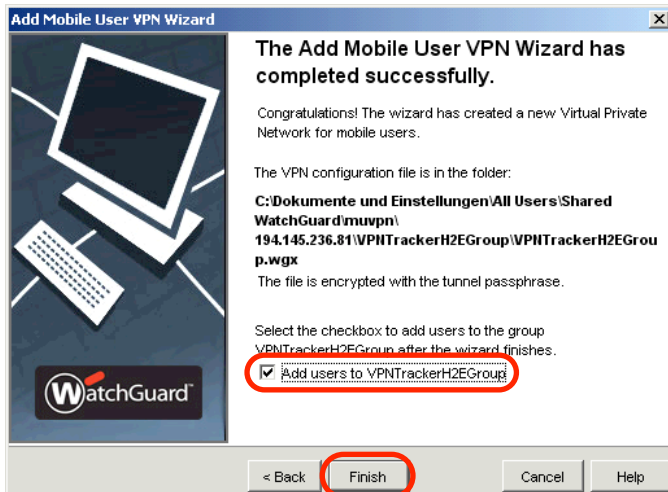 Add Mobile User VPN Wizard
The Add Mobile User VPN Wizard has
completed successfully.
Congratulations! The wizard has created a new Virtual Private
Network for mobile users.
The VPN configuration file is in the folder:
C:\Dokumente und Einstellungen\All Users\Shared
WatchGuard\muvpn\
194.145.236.81\VPNTrackerH2EGroup\VPNTrackerH2EGrou
p.wgx
The file is encrypted with the tunnel passphrase.
Select the checkbox to add users to the group
VPNTrackerH2EGroup after the wizard finishes.
Add users to VPNTrackerH2EGroup
WatchGuard
< Back Finish Cancel Help